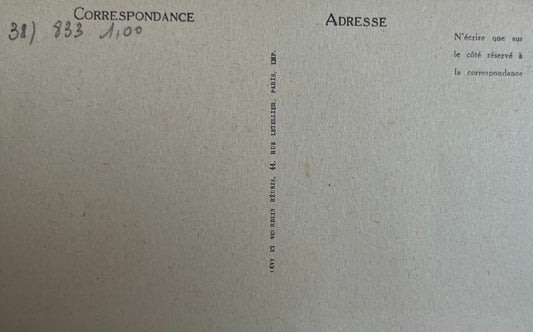 CORRESPONDANCE
31) 833 1,00
ADRESSE
N'écrire que sur
le côté réservé à
la correspondance
LÉVY ET NEURDEIN RÉUNIS, 44, RUE LETELLIER, PARIS, IMP.